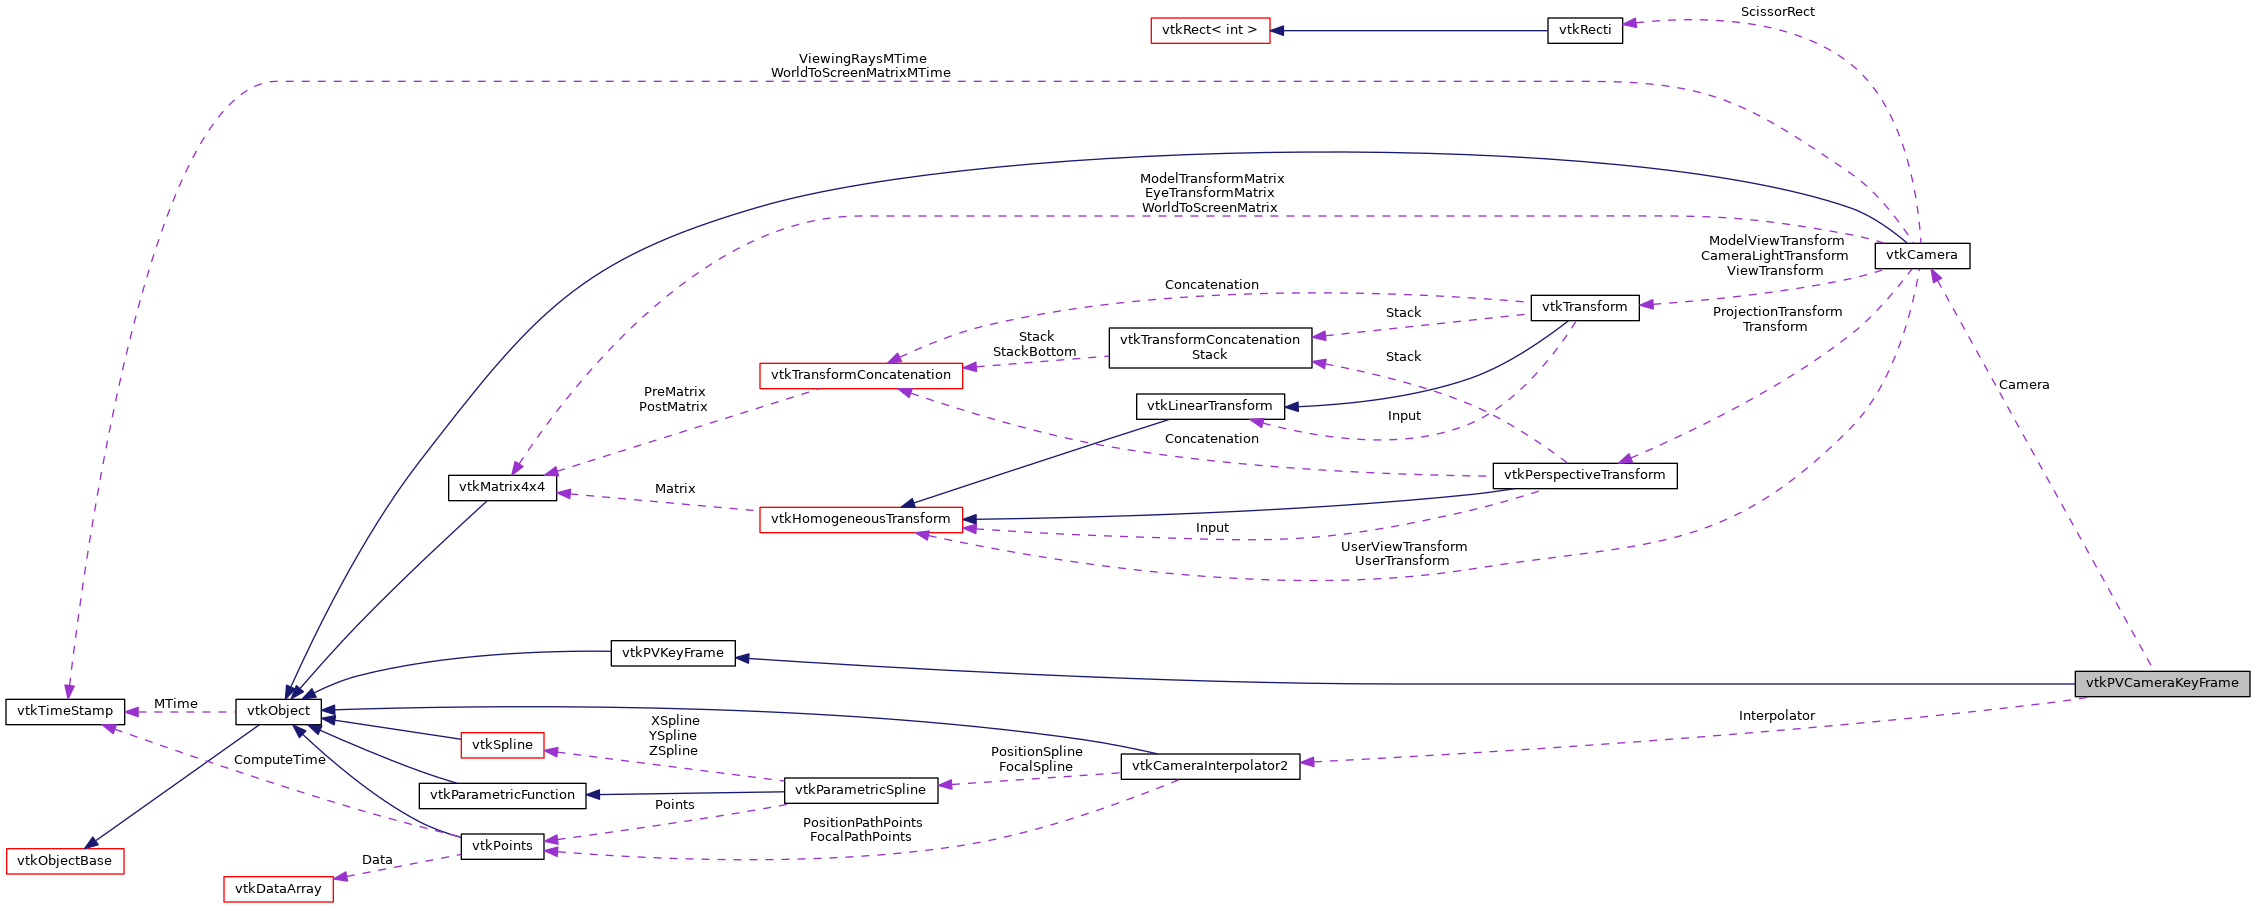 ScissorRect
vtkRect< int >
vtkRecti
ViewingRaysMTime
WorldToScreenMatrixMTime
ModelTransformMatrix
EyeTransformMatrix
WorldToScreenMatrix
ModelViewTransform
CameraLightTransform
ViewTransform
vtkCamera
Concatenation
vtkTransform
Stack
ProjectionTransform
Transform
Stack
StackBottom
vtkTransformConcatenation
Stack
Stack
vtkTransformConcatenation
Camera
PreMatrix
PostMatrix
vtkLinearTransform
Input
Concatenation
vtkPerspectiveTransform
vtkMatrix4x4
Matrix
vtkHomogeneousTransform
Input
UserViewTransform
UserTransform
vtkPVKeyFrame
vtkPVCameraKeyFrame
vtkTimeStamp
MTime
vtkObject
Interpolator
XSpline
YSpline
ZSpline
vtkSpline
ComputeTime
PositionSpline
FocalSpline
vtkCameraInterpolator2
vtkParametricFunction
vtkParametricSpline
Points
PositionPathPoints
FocalPathPoints
vtkPoints
vtkObjectBase
Data
vtkDataArray